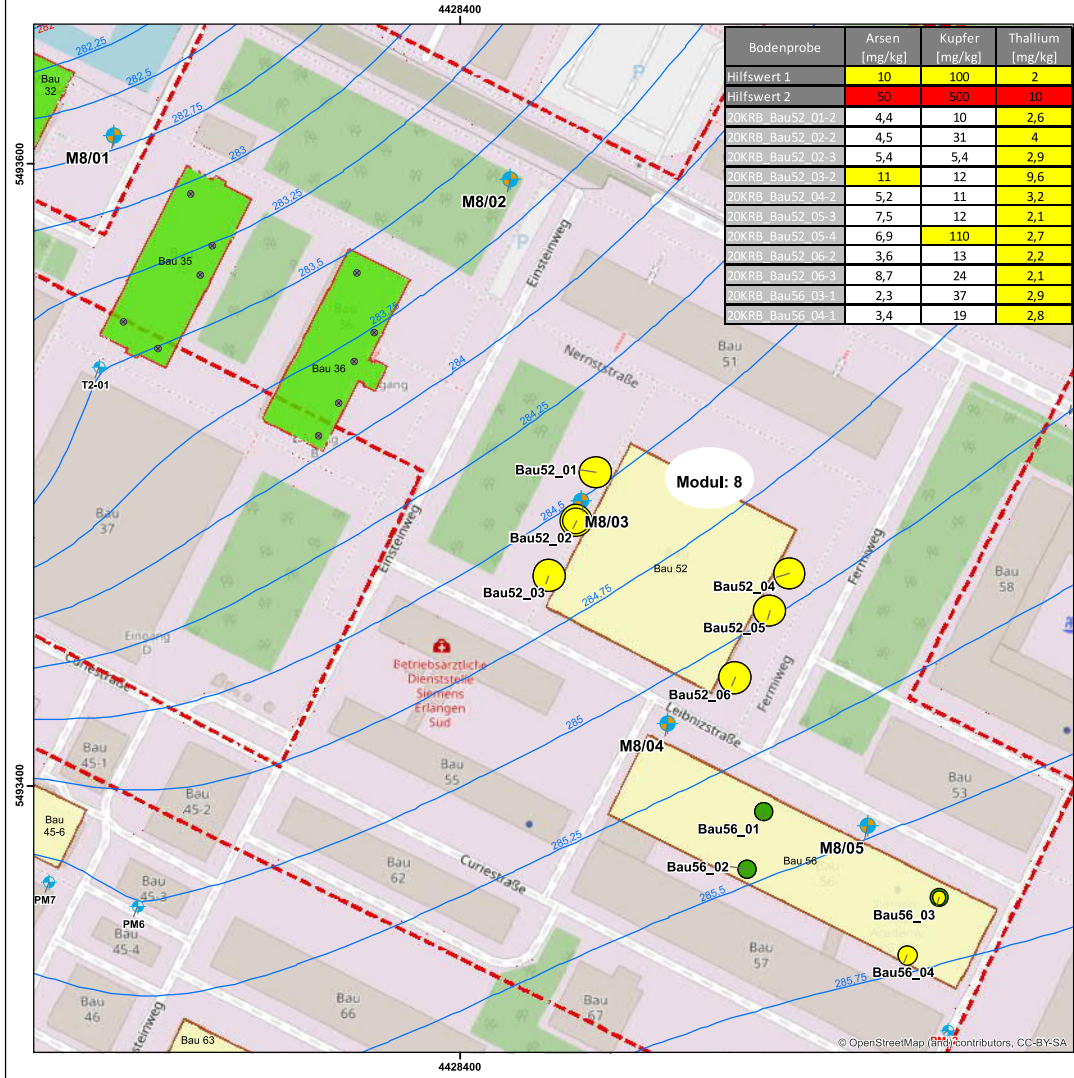 4428400
Bodenprobe Arsen [mg/kg] Kupfer [mg/kg] Thallium [mg/kg]
Hilfswert 1 10 100 2
Hilfswert 2 50 500 10
20KRB_Bau52_01-2 4,4 10 2,6
20KRB_Bau52_02-2 4,5 31 4
20KRB_Bau52_02-3 5,4 5,4 2,9
20KRB_Bau52_03-2 11 12 9,6
20KRB_Bau52_04-2 5,2 11 3,2
20KRB_Bau52_05-3 7,5 12 2,1
20KRB_Bau52_05-4 6,9 110 2,7
20KRB_Bau52_06-2 3,6 13 2,2
20KRB_Bau52_06-3 8,7 24 2,1
20KRB_Bau56_03-1 2,3 37 2,9
20KRB_Bau56_04-1 3,4 19 2,8
282
282,25
282,5
282,75
283
283,25
283,5
283,75
284
284,25
284,5
284,75
285
285,25
285,5
285,75
Bau
32
M8/01
5493600
M8/02
P
P
Einsteinweg
Bau 35
Bau 36
T2-01
Nernststraße
Bau
51
Modul: 8
Bau52_01
M8/03
Bau52_02
Bau52_03
Bau 52
Bau52_04
Bau52_05
Bau52_06
Bau
37
Einsteinweg
Fermiweg
Bau
58
Eingang
D
Curiestraße
Betriebsärztliche
Dienststelle
Siemens
Erlangen
Süd
Fermiweg
Leibnizstraße
M8/04
5493400
Bau
45-1
Bau
45-2
Bau
55
Bau
53
Bau
45-6
Bau56_01
M8/05
Bau56_02
Bau 56
Bau56_03
Bau56_04
Bau
62
Curiestraße
PM7
Bau
45-3
PM6
Bau
45-4
Bau
57
Bau
46
Bau
66
Bau
67
Bau 63
© OpenStreetMap (and) contributors, CC-BY-SA
4428400